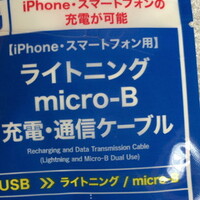 iPhone・スマートフォンの
充電が可能
【iPhone・スマートフォン用】
ライトニング
micro-B
充電・通信ケーブル
Recharging and Data Transmission Cable
(Lightning and Micro-B Dual Use)
USB ≫ ライトニング / micro-B